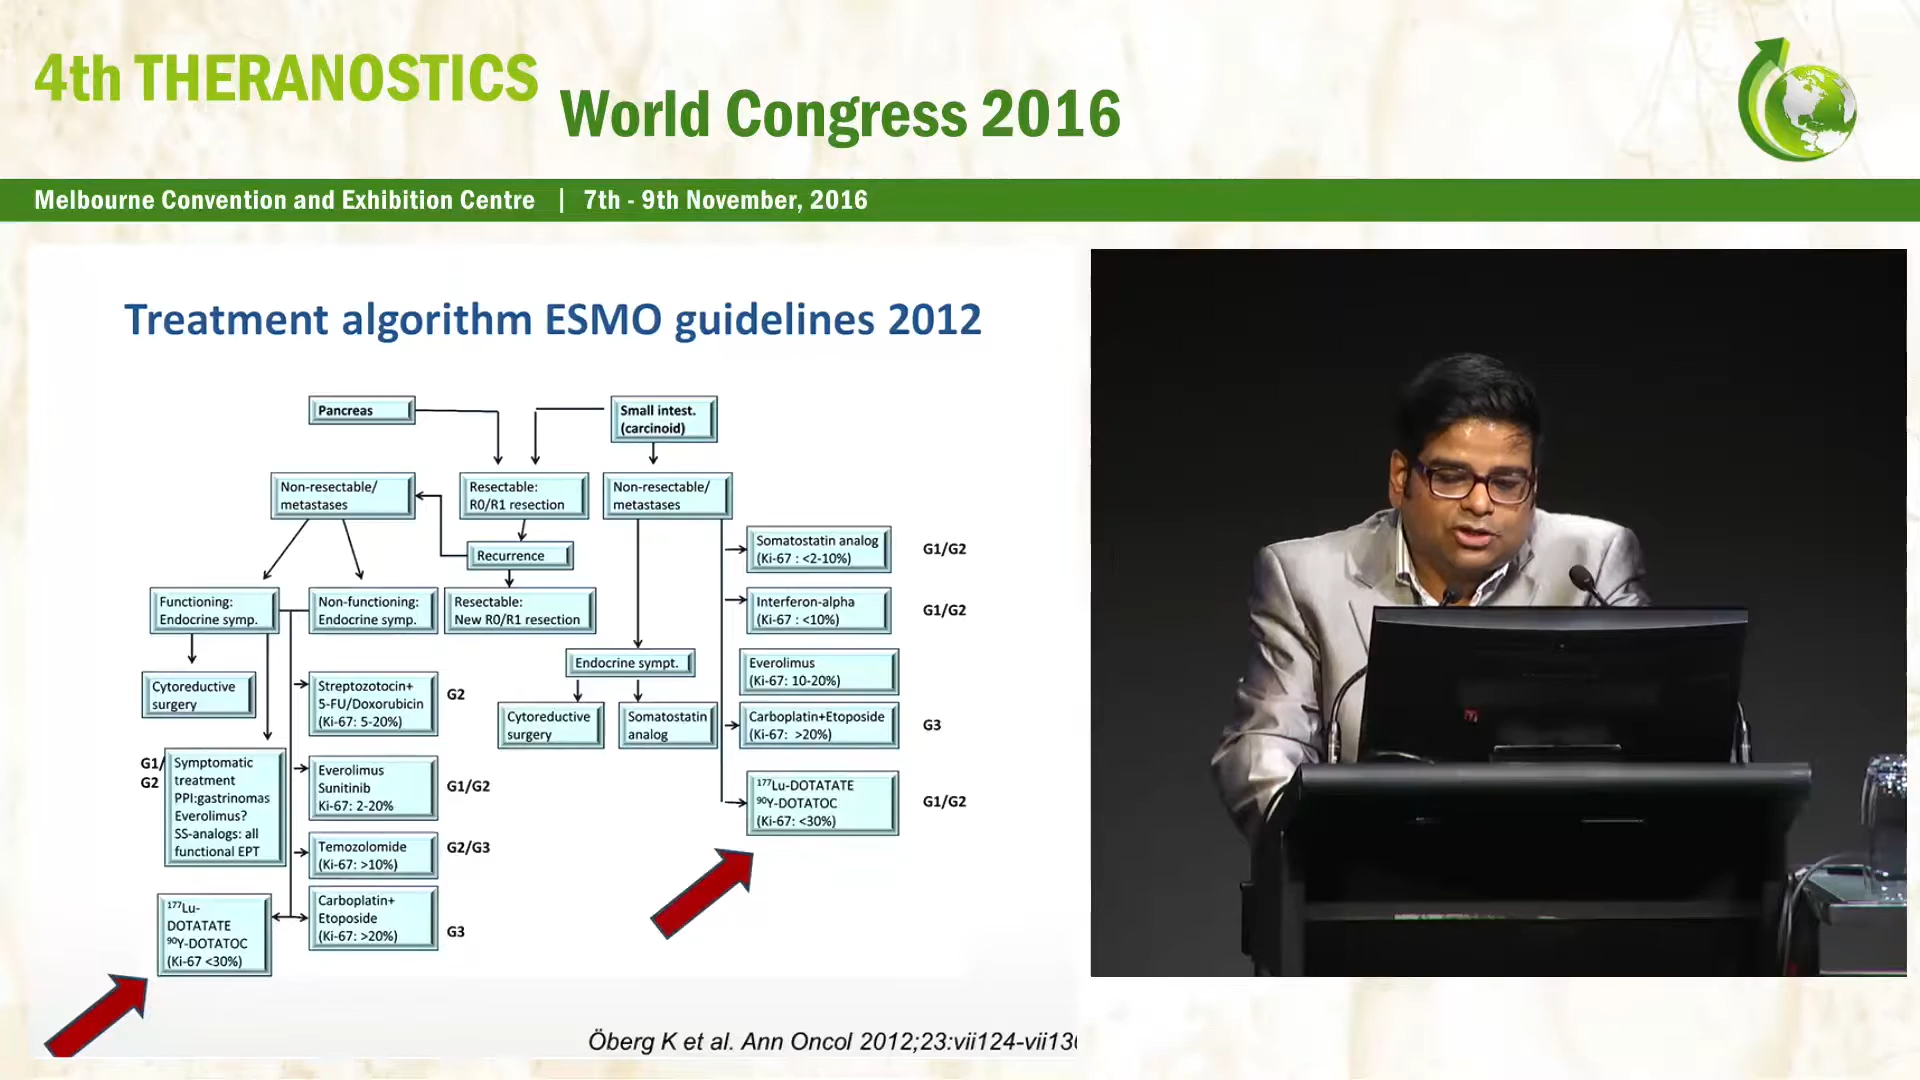 4th THERANOSTICS
World Congress 2016
Melbourne Convention and Exhibition Centre | 7th - 9th November, 2016
Treatment algorithm ESMO guidelines 2012
Pancreas
Small intest.
(carcinoid)
Non-resectable/
metastases
Resectable:
R0/R1 resection
Non-resectable/
metastases
Recurrence
Somatostatin analog
(Ki-67 : <2-10%)
G1/G2
Functioning:
Endocrine symp.
Non-functioning:
Endocrine symp.
Resectable:
New R0/R1 resection
Interferon-alpha
(Ki-67 : <10%)
G1/G2
Endocrine sympt.
Everolimus
(Ki-67: 10-20%)
Cytoreductive
surgery
Streptozotocin+
5-FU/Doxorubicin
(Ki-67: 5-20%)
G2
Cytoreductive
surgery
Somatostatin
analog
Carboplatin+Etoposide
(Ki-67: >20%)
G3
G1/
G2
Symptomatic
treatment
PPI:gastrinomas
Everolimus?
SS-analogs: all
functional EPT
Everolimus
Sunitinib
Ki-67: 2-20%
G1/G2
¹⁷⁷Lu-DOTATATE
⁹⁰Y-DOTATOC
(Ki-67: <30%)
G1/G2
Temozolomide
(Ki-67: >10%)
G2/G3
¹⁷⁷Lu-
DOTATATE
⁹⁰Y-DOTATOC
(Ki-67 <30%)
Carboplatin+
Etoposide
(Ki-67: >20%)
G3
Öberg K et al. Ann Oncol 2012;23:vii124-vii13